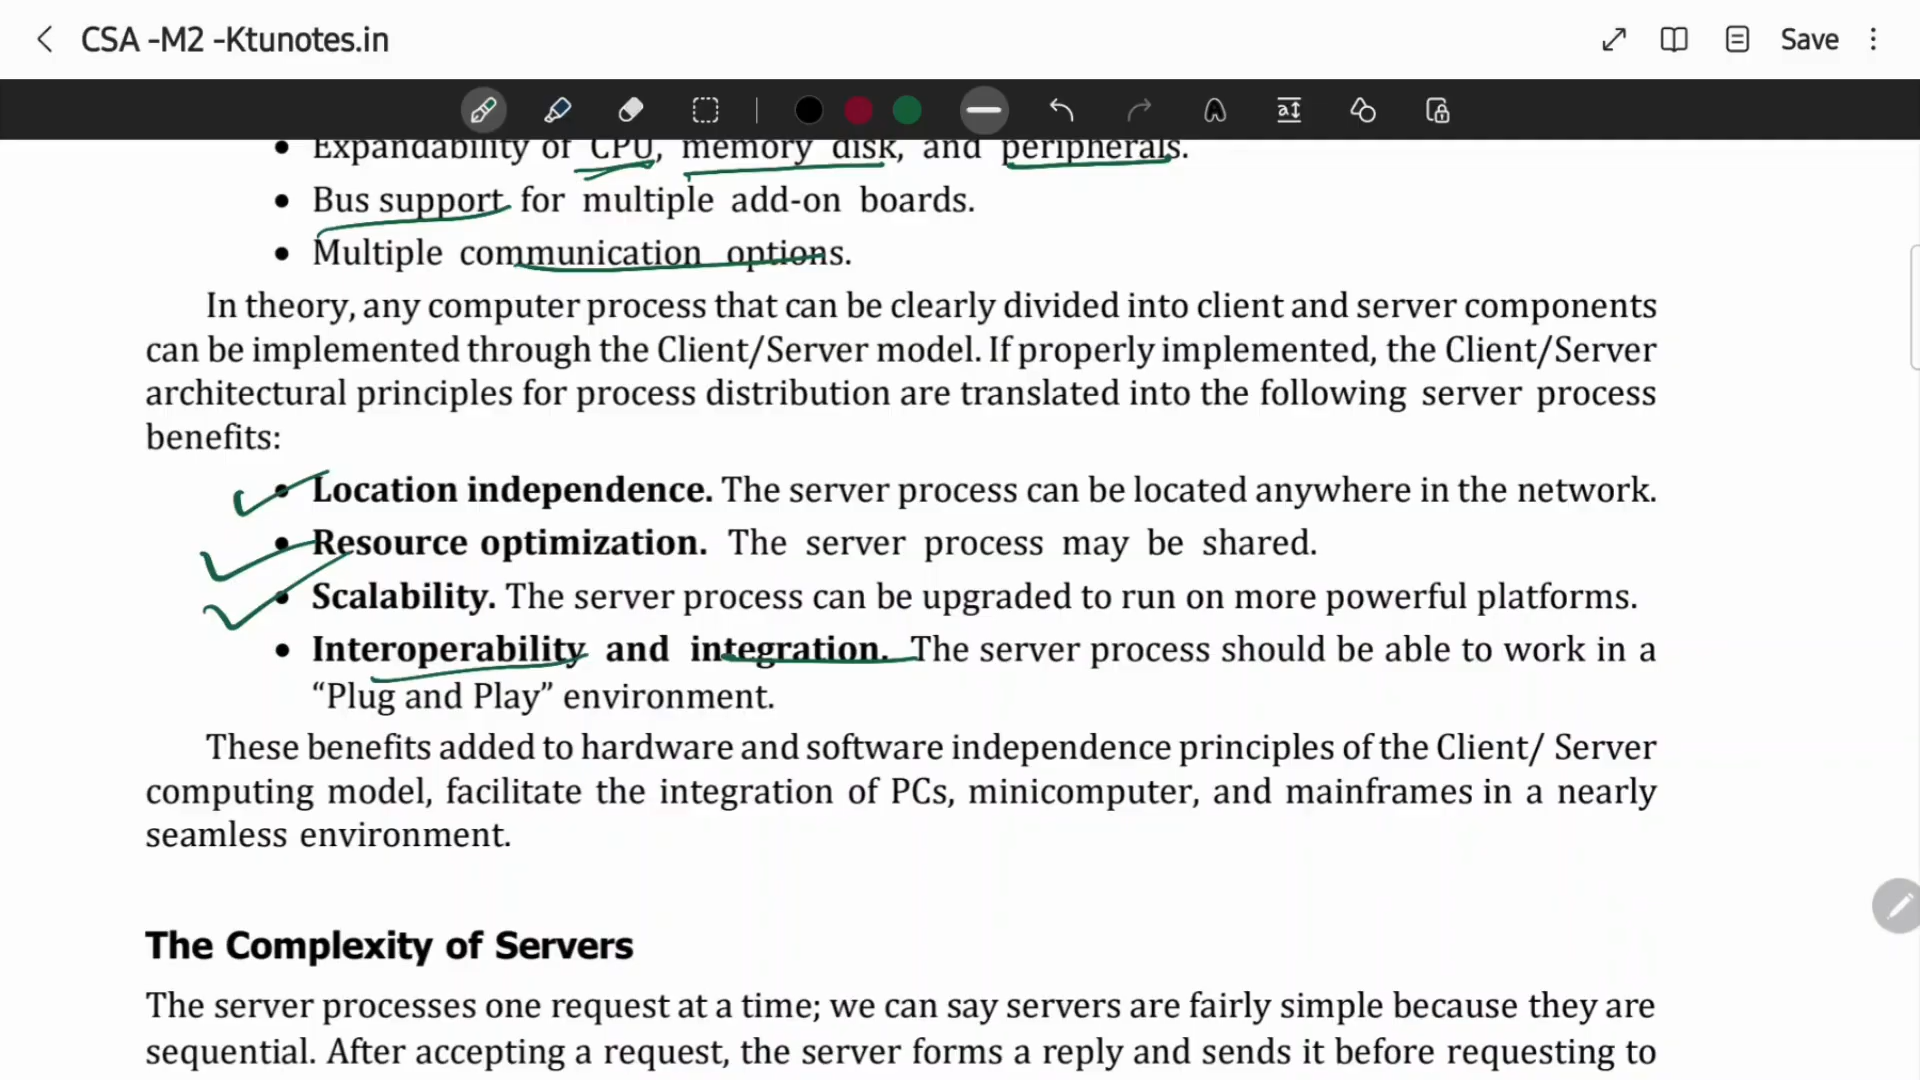 CSA -M2 -Ktunotes.in
Save
• Expandability of CPU, memory disk, and peripherals.
• Bus support for multiple add-on boards.
• Multiple communication options.
In theory, any computer process that can be clearly divided into client and server components
can be implemented through the Client/Server model. If properly implemented, the Client/Server
architectural principles for process distribution are translated into the following server process
benefits:
• Location independence. The server process can be located anywhere in the network.
• Resource optimization. The server process may be shared.
• Scalability. The server process can be upgraded to run on more powerful platforms.
• Interoperability and integration. The server process should be able to work in a
“Plug and Play” environment.
These benefits added to hardware and software independence principles of the Client/ Server
computing model, facilitate the integration of PCs, minicomputer, and mainframes in a nearly
seamless environment.
The Complexity of Servers
The server processes one request at a time; we can say servers are fairly simple because they are
sequential. After accepting a request, the server forms a reply and sends it before requesting to